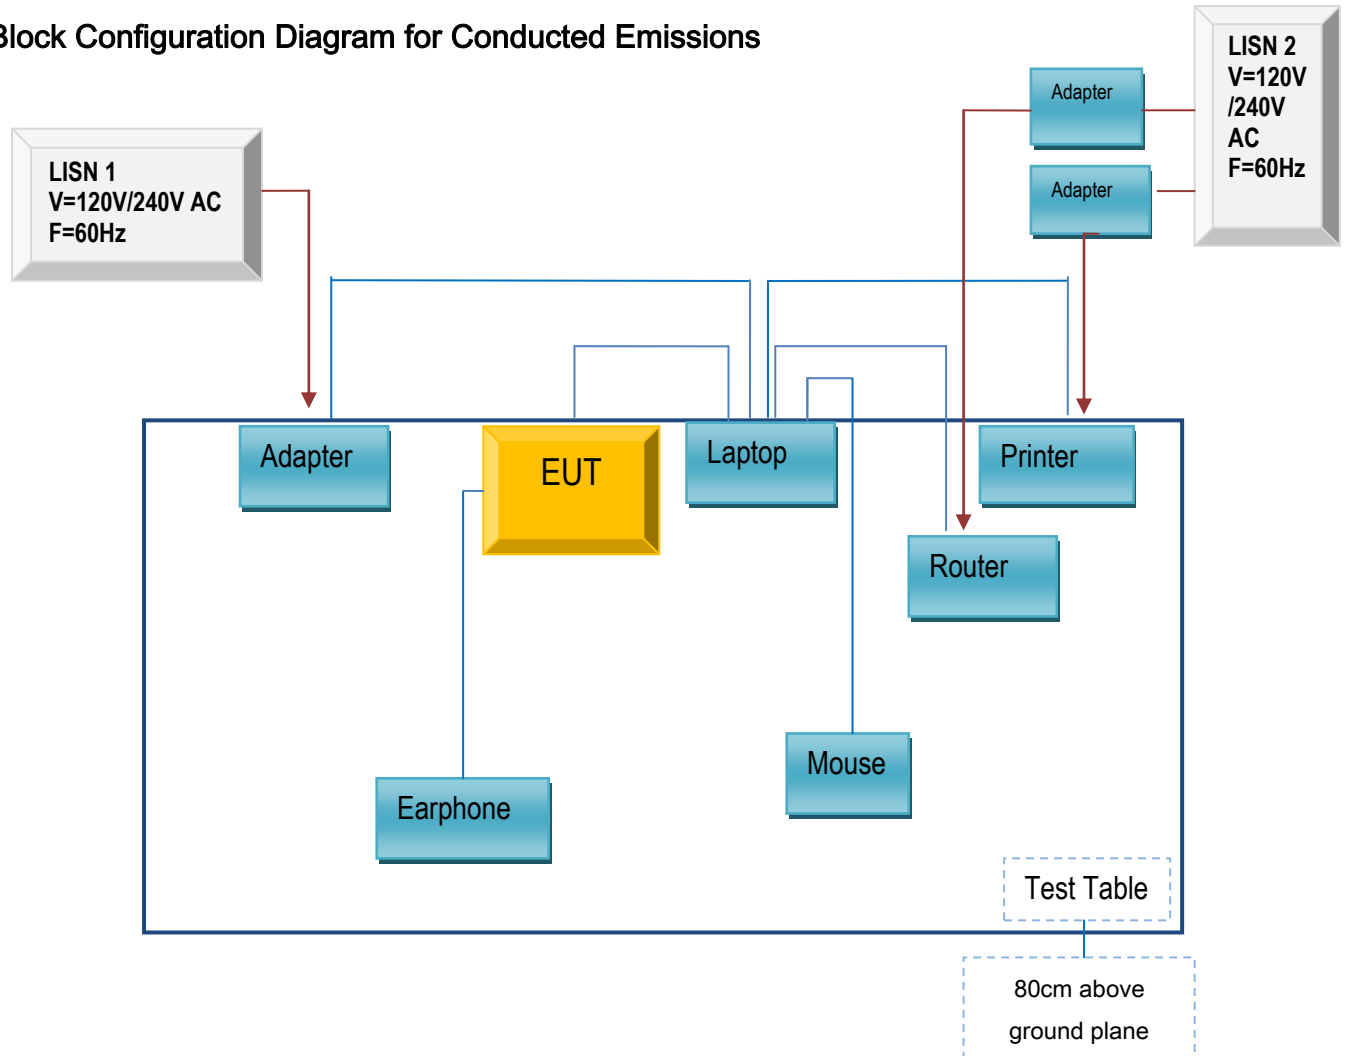 Block Configuration Diagram for Conducted Emissions
LISN 2
V=120V
/240V
AC
F=60Hz
Adapter
Adapter
LISN 1
V=120V/240V AC
F=60Hz
Adapter
EUT
Laptop
Printer
Router
Mouse
Earphone
Test Table
80cm above
ground plane